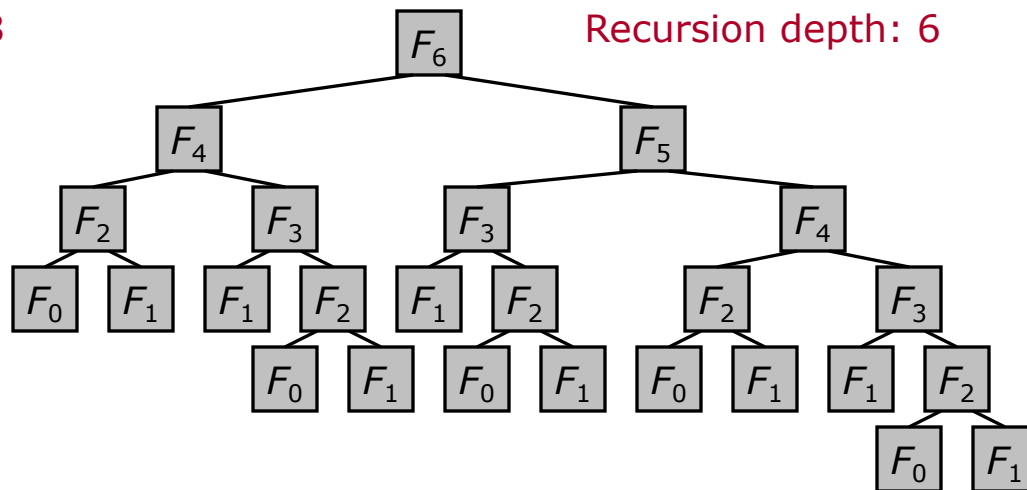 3 Recursion depth: 6
F₆
F₄ F₅
F₂ F₃ F₃ F₄
F₀ F₁ F₁ F₂ F₁ F₂ F₂ F₃
F₀ F₁ F₀ F₁ F₀ F₁ F₁ F₂
F₀ F₁